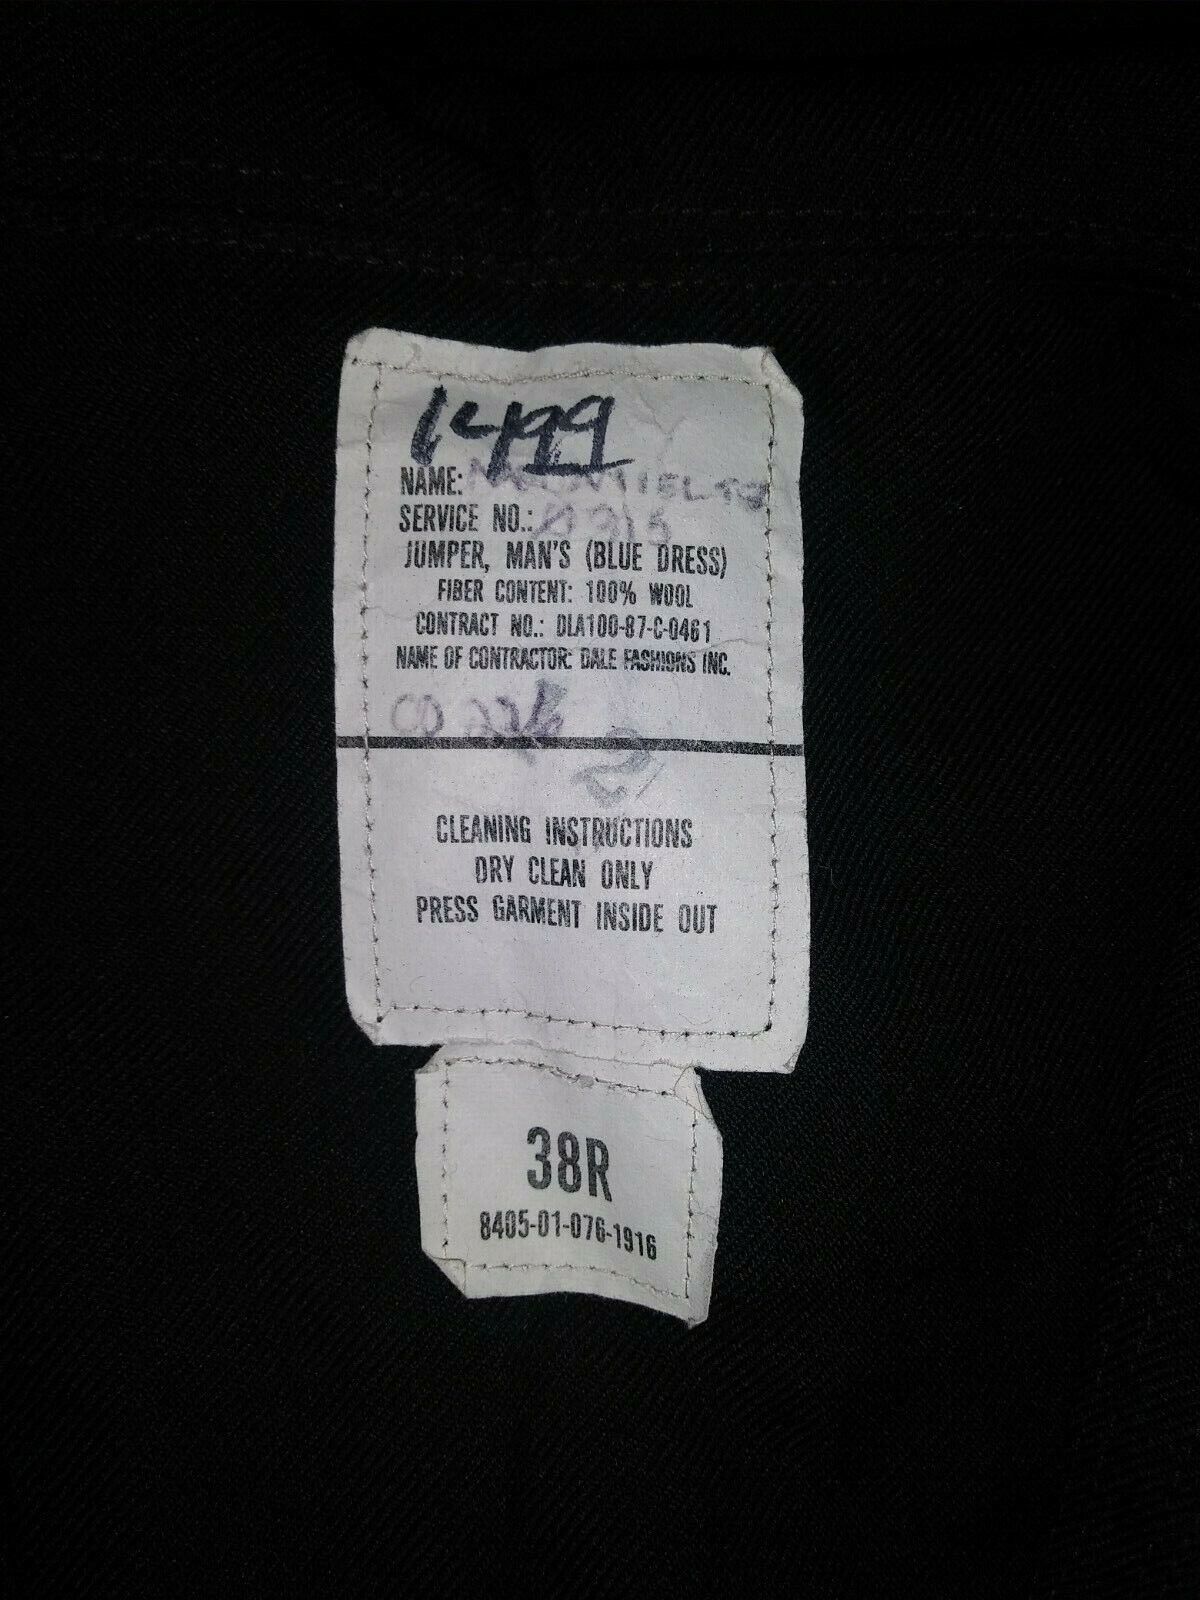 1499
NAME:
SERVICE NO.:
JUMPER, MAN'S (BLUE DRESS)
FIBER CONTENT: 100% WOOL
CONTRACT NO.: DLA100-87-C-0461
NAME OF CONTRACTOR: DALE FASHIONS INC.
2
CLEANING INSTRUCTIONS
DRY CLEAN ONLY
PRESS GARMENT INSIDE OUT
38R
8405-01-076-1916